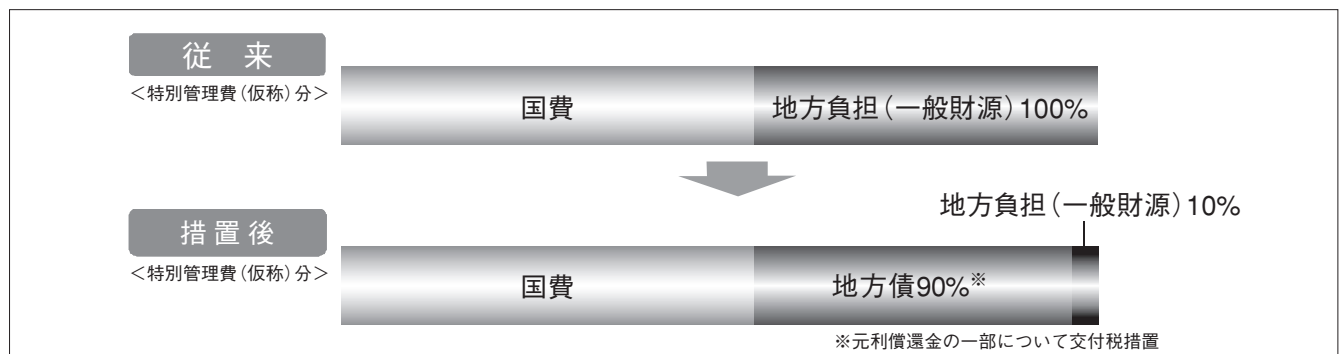 従　来
＜特別管理費（仮称）分＞
国費
地方負担（一般財源）100%
地方負担（一般財源）10%
措置後
＜特別管理費（仮称）分＞
国費
地方債90%※
※元利償還金の一部について交付税措置